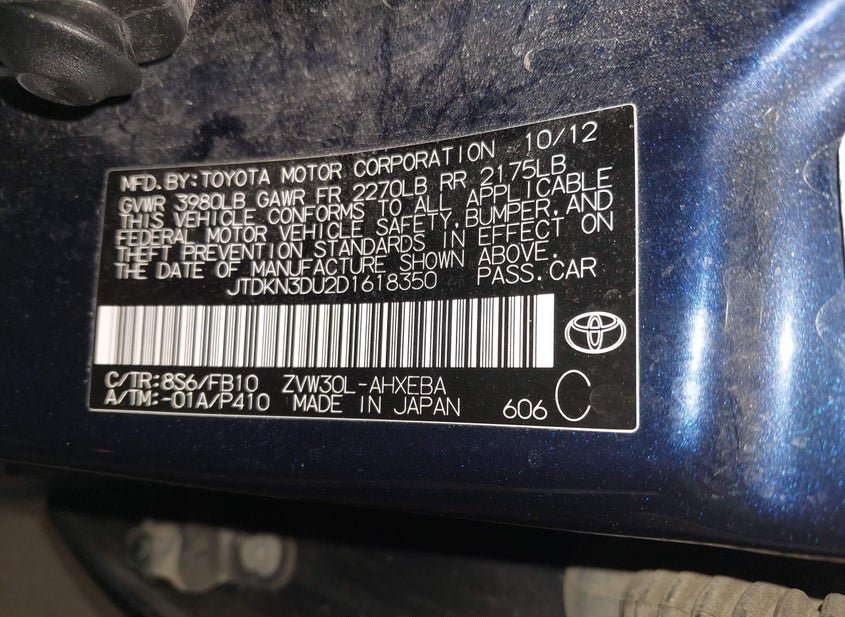 MFD.BY:TOYOTA MOTOR CORPORATION 10/12
GVWR 3980LB GAWR FR 2270LB RR 2175LB
THIS VEHICLE CONFORMS TO ALL APPLICABLE
FEDERAL MOTOR VEHICLE SAFETY,BUMPER,AND
THEFT PREVENTION STANDARDS IN EFFECT ON
THE DATE OF MANUFACTURE SHOWN ABOVE.
JTDKN3DU2D1618350 PASS.CAR
C/TR:8S6/FB10 ZVW30L-AHXEBA
A/TM:-01A/P410 MADE IN JAPAN 606 C